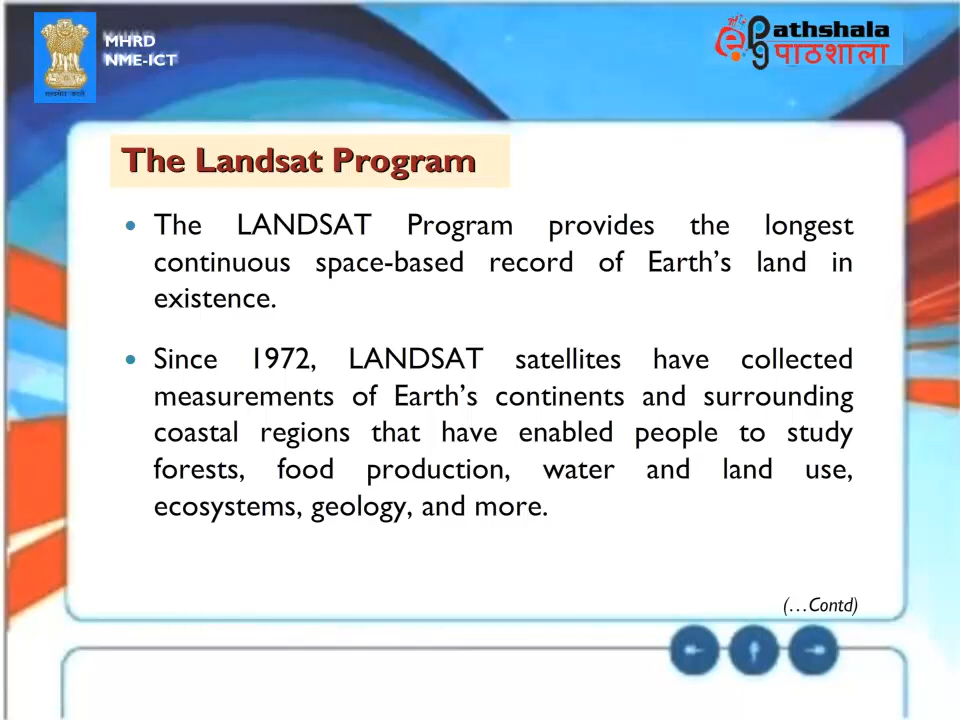 MHRD
NME-ICT
e Pathshala
पाठशाला
The Landsat Program
• The LANDSAT Program provides the longest
continuous space-based record of Earth’s land in
existence.
• Since 1972, LANDSAT satellites have collected
measurements of Earth’s continents and surrounding
coastal regions that have enabled people to study
forests, food production, water and land use,
ecosystems, geology, and more.
(…Contd)